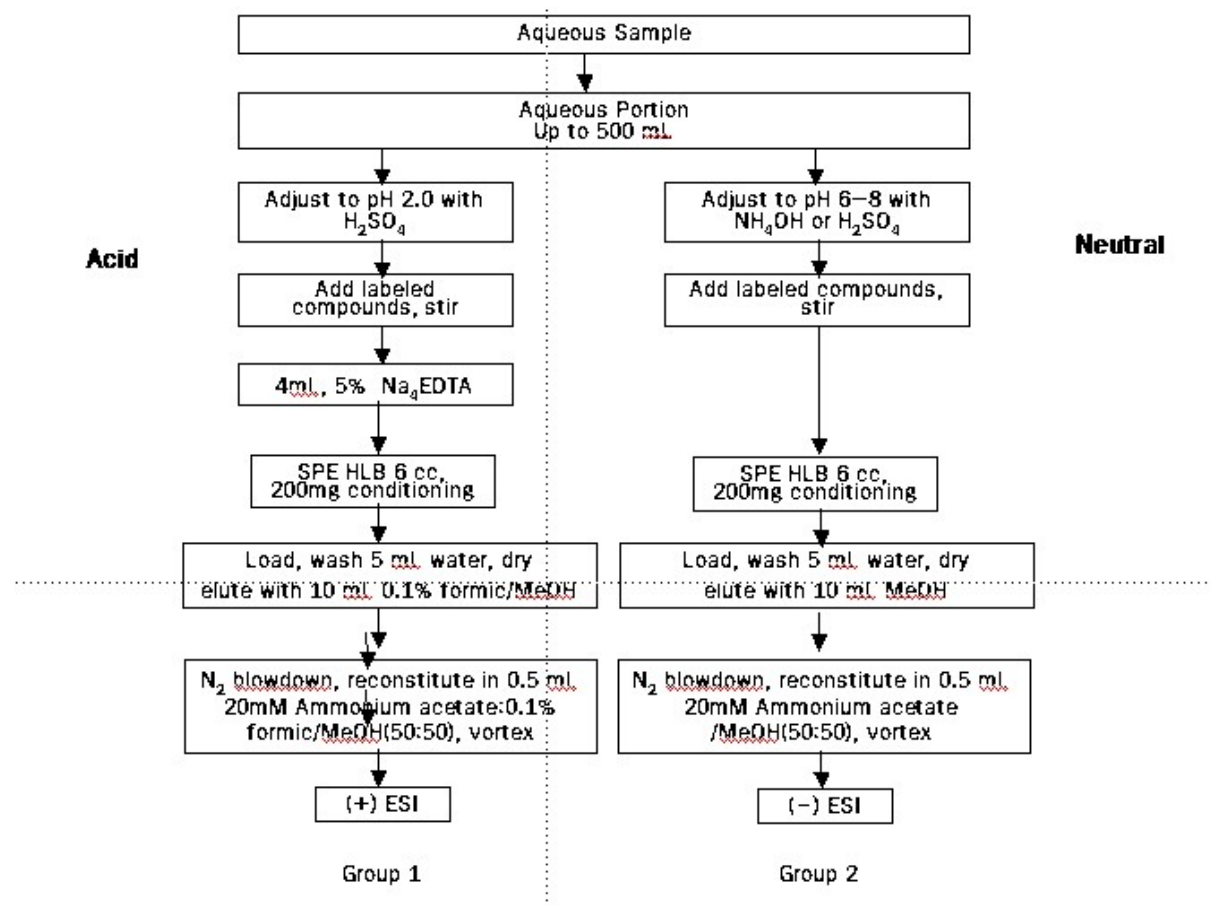 Aqueous Sample
Aqueous Portion
Up to 500 mL
Acid
Adjust to pH 2.0 with
H₂SO₄
Add labeled
compounds, stir
4mL, 5% Na₄EDTA
SPE HLB 6 cc,
200mg conditioning
Load, wash 5 mL water, dry
elute with 10 mL 0.1% formic/MeOH
N₂ blowdown, reconstitute in 0.5 mL
20mM Ammonium acetate:0.1%
formic/MeOH(50:50), vortex
(+) ESI
Group 1
Neutral
Adjust to pH 6-8 with
NH₄OH or H₂SO₄
Add labeled compounds,
stir
SPE HLB 6 cc,
200mg conditioning
Load, wash 5 mL water, dry
elute with 10 mL MeOH
N₂ blowdown, reconstitute in 0.5 mL
20mM Ammonium acetate
/MeOH(50:50), vortex
(-) ESI
Group 2